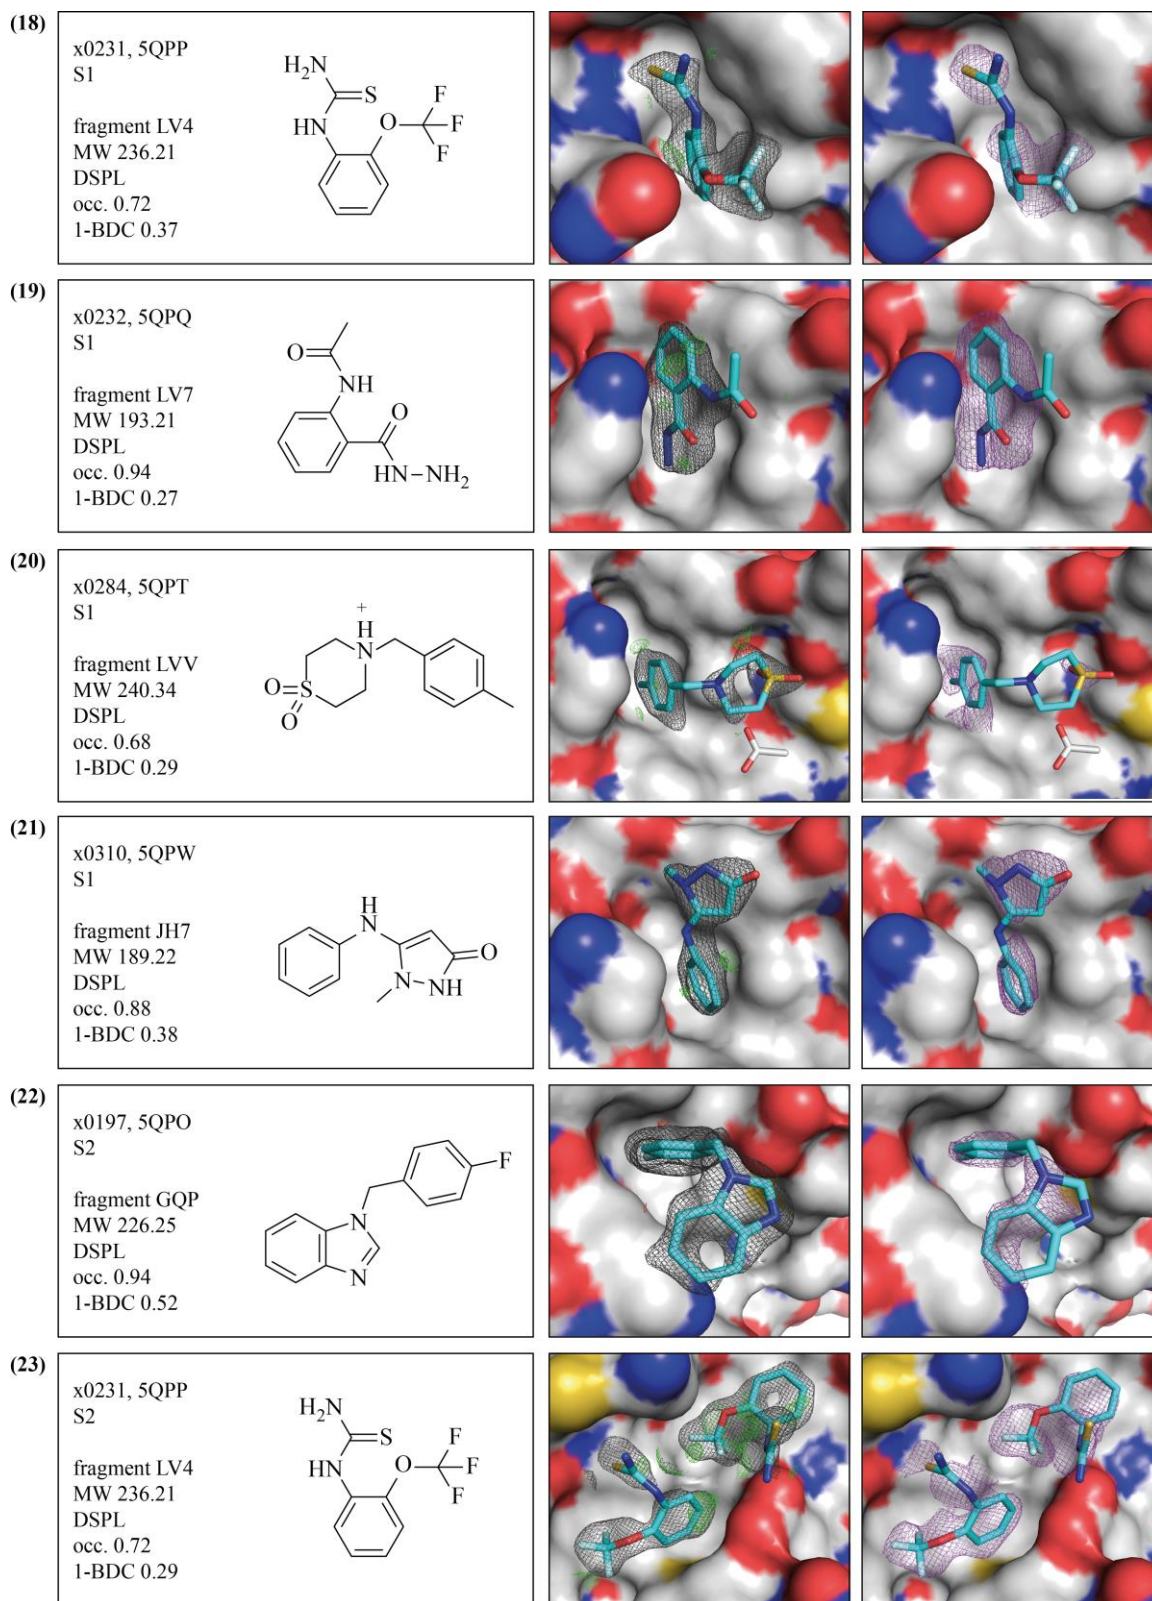 (18)
x0231, 5QPP
S1
fragment LV4
MW 236.21
DSPL
occ. 0.72
1-BDC 0.37
H2N
S
HN
O
F
F
F
(19)
x0232, 5QPQ
S1
fragment LV7
MW 193.21
DSPL
occ. 0.94
1-BDC 0.27
O
NH
O
HN–NH2
(20)
x0284, 5QPT
S1
fragment LVV
MW 240.34
DSPL
occ. 0.68
1-BDC 0.29
+
H
N
S
O
O
(21)
x0310, 5QPW
S1
fragment JH7
MW 189.22
DSPL
occ. 0.88
1-BDC 0.38
H
N
O
N
NH
(22)
x0197, 5QPO
S2
fragment GQP
MW 226.25
DSPL
occ. 0.94
1-BDC 0.52
F
N
N
(23)
x0231, 5QPP
S2
fragment LV4
MW 236.21
DSPL
occ. 0.72
1-BDC 0.29
H2N
S
HN
O
F
F
F